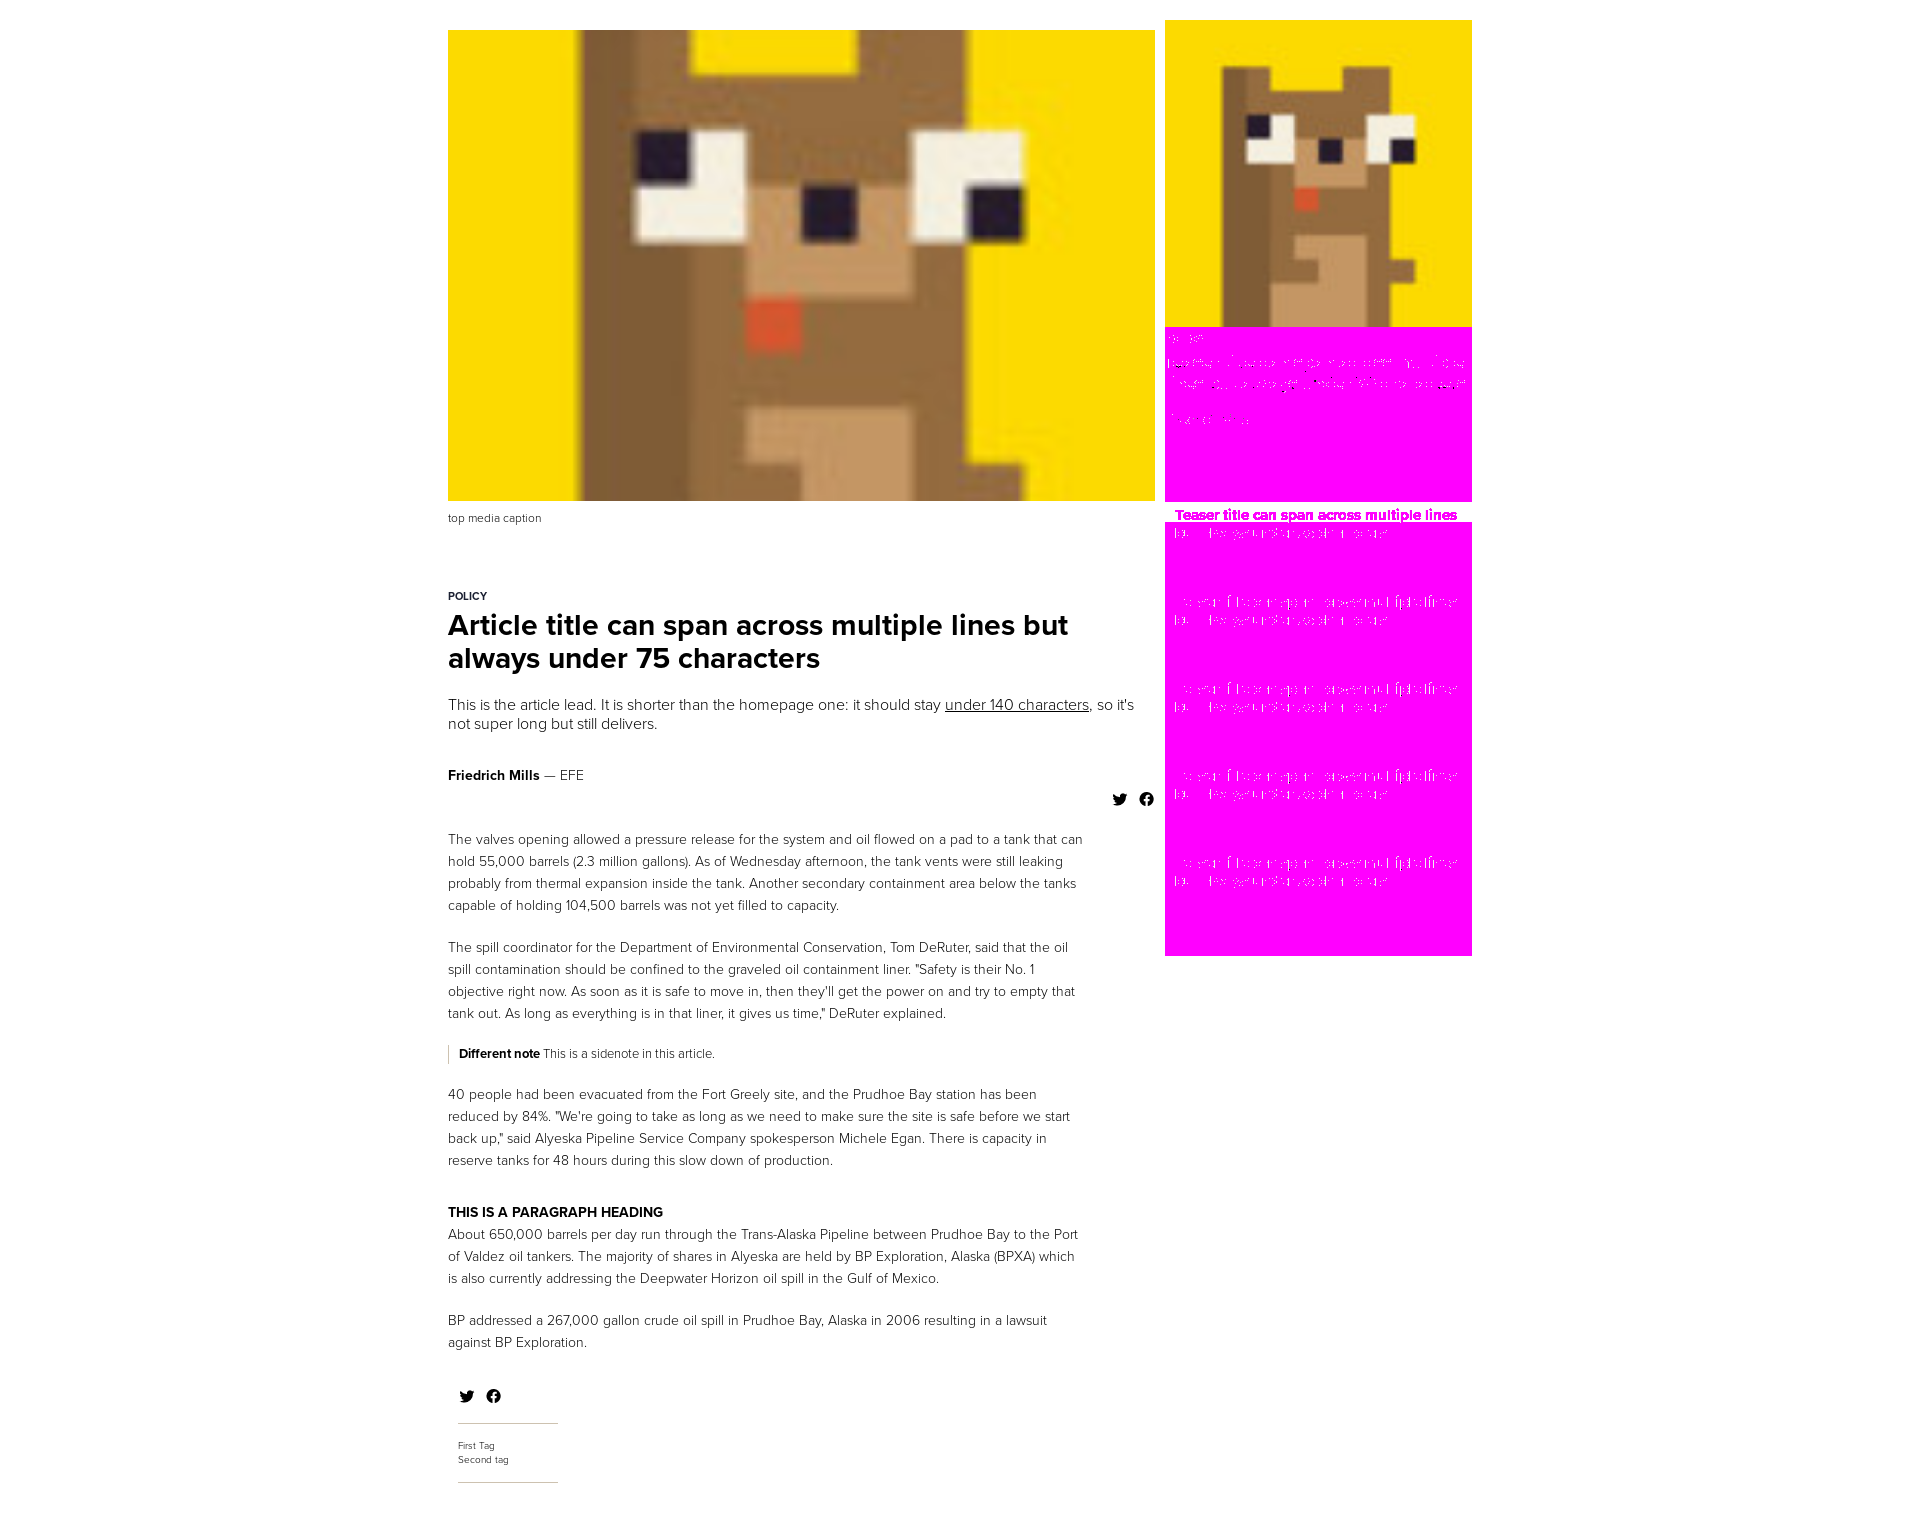 top media caption
POLICY
Article title can span across multiple lines but
always under 75 characters
This is the article lead. It is shorter than the homepage one: it should stay under 140 characters, so it's
not super long but still delivers.
Friedrich Mills — EFE
The valves opening allowed a pressure release for the system and oil flowed on a pad to a tank that can
hold 55,000 barrels (2.3 million gallons). As of Wednesday afternoon, the tank vents were still leaking
probably from thermal expansion inside the tank. Another secondary containment area below the tanks
capable of holding 104,500 barrels was not yet filled to capacity.
The spill coordinator for the Department of Environmental Conservation, Tom DeRuter, said that the oil
spill contamination should be confined to the graveled oil containment liner. "Safety is their No. 1
objective right now. As soon as it is safe to move in, then they'll get the power on and try to empty that
tank out. As long as everything is in that liner, it gives us time," DeRuter explained.
Different note This is a sidenote in this article.
40 people had been evacuated from the Fort Greely site, and the Prudhoe Bay station has been
reduced by 84%. "We're going to take as long as we need to make sure the site is safe before we start
back up," said Alyeska Pipeline Service Company spokesperson Michele Egan. There is capacity in
reserve tanks for 48 hours during this slow down of production.
THIS IS A PARAGRAPH HEADING
About 650,000 barrels per day run through the Trans-Alaska Pipeline between Prudhoe Bay to the Port
of Valdez oil tankers. The majority of shares in Alyeska are held by BP Exploration, Alaska (BPXA) which
is also currently addressing the Deepwater Horizon oil spill in the Gulf of Mexico.
BP addressed a 267,000 gallon crude oil spill in Prudhoe Bay, Alaska in 2006 resulting in a lawsuit
against BP Exploration.
First Tag
Second tag
Teaser title can span across multiple lines